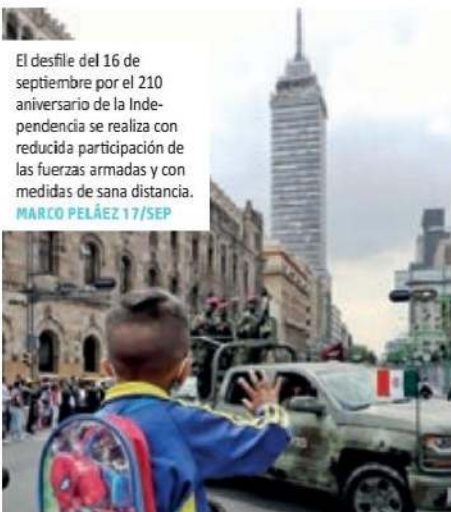 El desfile del 16 de
septiembre por el 210
aniversario de la Inde-
pendencia se realiza con
reducida participación de
las fuerzas armadas y con
medidas de sana distancia.
MARCO PELÁEZ 17/SEP